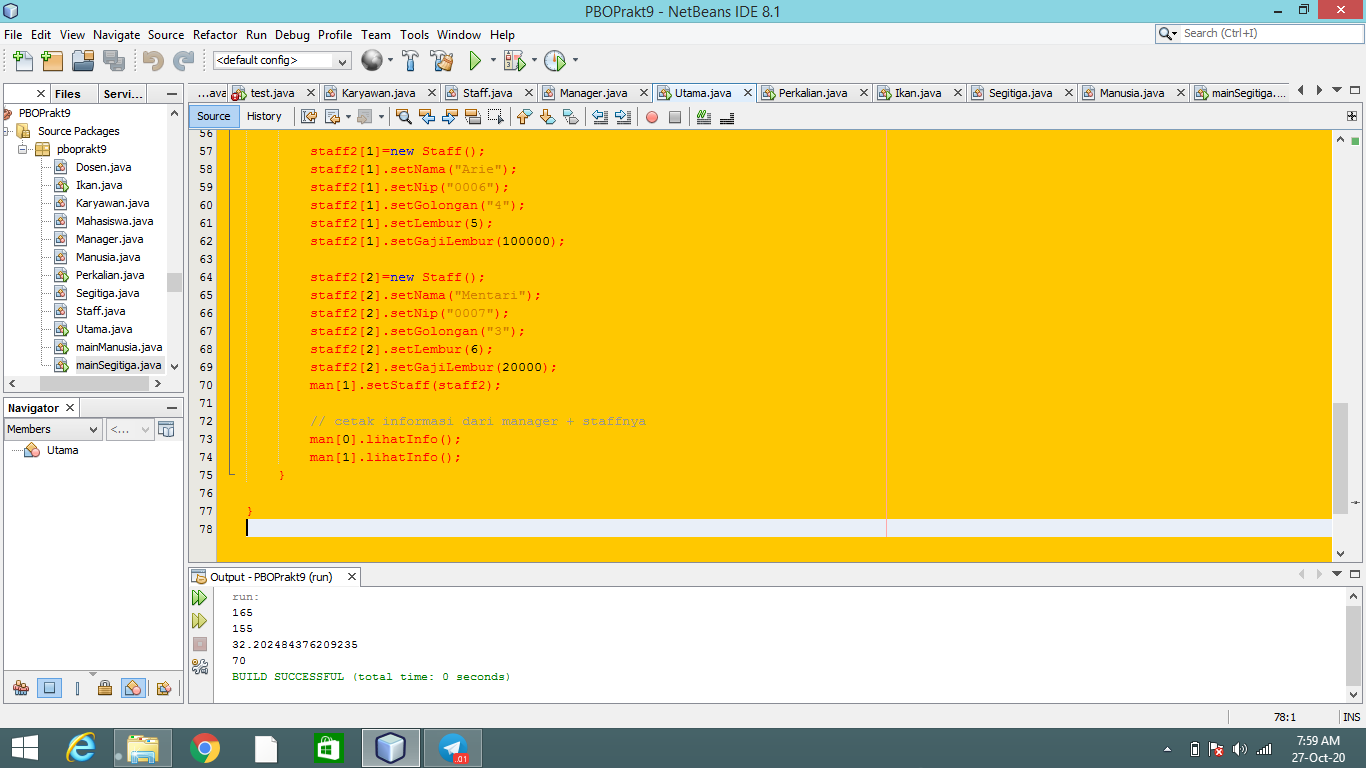 PBOPrakt9 - NetBeans IDE 8.1
File Edit View Navigate Source Refactor Run Debug Profile Team Tools Window Help
Search (Ctrl+I)
<default config>
Files Servi...
...ava test.java Karyawan.java Staff.java Manager.java Utama.java Perkalian.java Ikan.java Segitiga.java Manusia.java mainSegitiga....
Source History
PBOPrakt9
Source Packages
pboprakt9
Dosen.java
Ikan.java
Karyawan.java
Mahasiswa.java
Manager.java
Manusia.java
Perkalian.java
Segitiga.java
Staff.java
Utama.java
mainManusia.java
mainSegitiga.java
Navigator
Members <...
Utama
56
57 staff2[1]=new Staff();
58 staff2[1].setNama("Arie");
59 staff2[1].setNip("0006");
60 staff2[1].setGolongan("4");
61 staff2[1].setLembur(5);
62 staff2[1].setGajiLembur(100000);
63
64 staff2[2]=new Staff();
65 staff2[2].setNama("Mentari");
66 staff2[2].setNip("0007");
67 staff2[2].setGolongan("3");
68 staff2[2].setLembur(6);
69 staff2[2].setGajiLembur(20000);
70 man[1].setStaff(staff2);
71
72 // cetak informasi dari manager + staffnya
73 man[0].lihatInfo();
74 man[1].lihatInfo();
75 }
76
77 }
78
Output - PBOPrakt9 (run)
run:
165
155
32.202484376209235
70
BUILD SUCCESSFUL (total time: 0 seconds)
78:1 INS
.01
7:59 AM
27-Oct-20